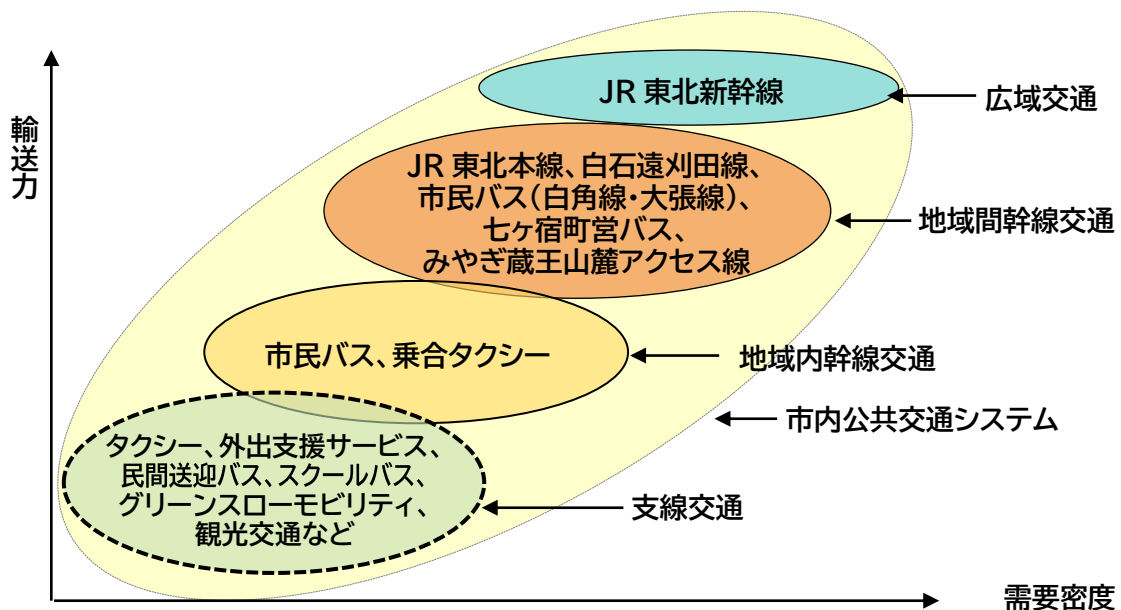 輸送力
JR 東北新幹線
広域交通
JR 東北本線、白石遠刈田線、
市民バス(白角線・大張線)、
七ヶ宿町営バス、
みやぎ蔵王山麓アクセス線
地域間幹線交通
市民バス、乗合タクシー
地域内幹線交通
市内公共交通システム
タクシー、外出支援サービス、
民間送迎バス、スクールバス、
グリーンスローモビリティ、
観光交通など
支線交通
需要密度